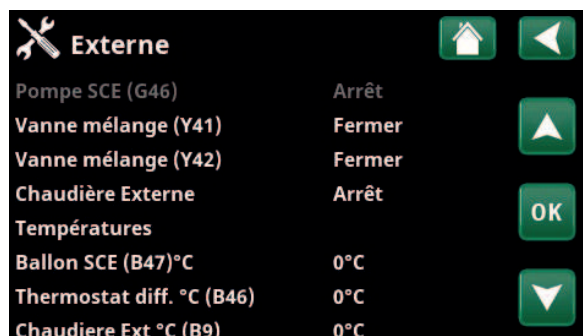 Externe
Pompe SCE (G46) Arrêt
Vanne mélange (Y41) Fermer
Vanne mélange (Y42) Fermer
Chaudière Externe Arrêt
OK
Températures
Ballon SCE (B47)°C 0°C
Thermostat diff. °C (B46) 0°C
Chaudiere Ext °C (B9) 0°C